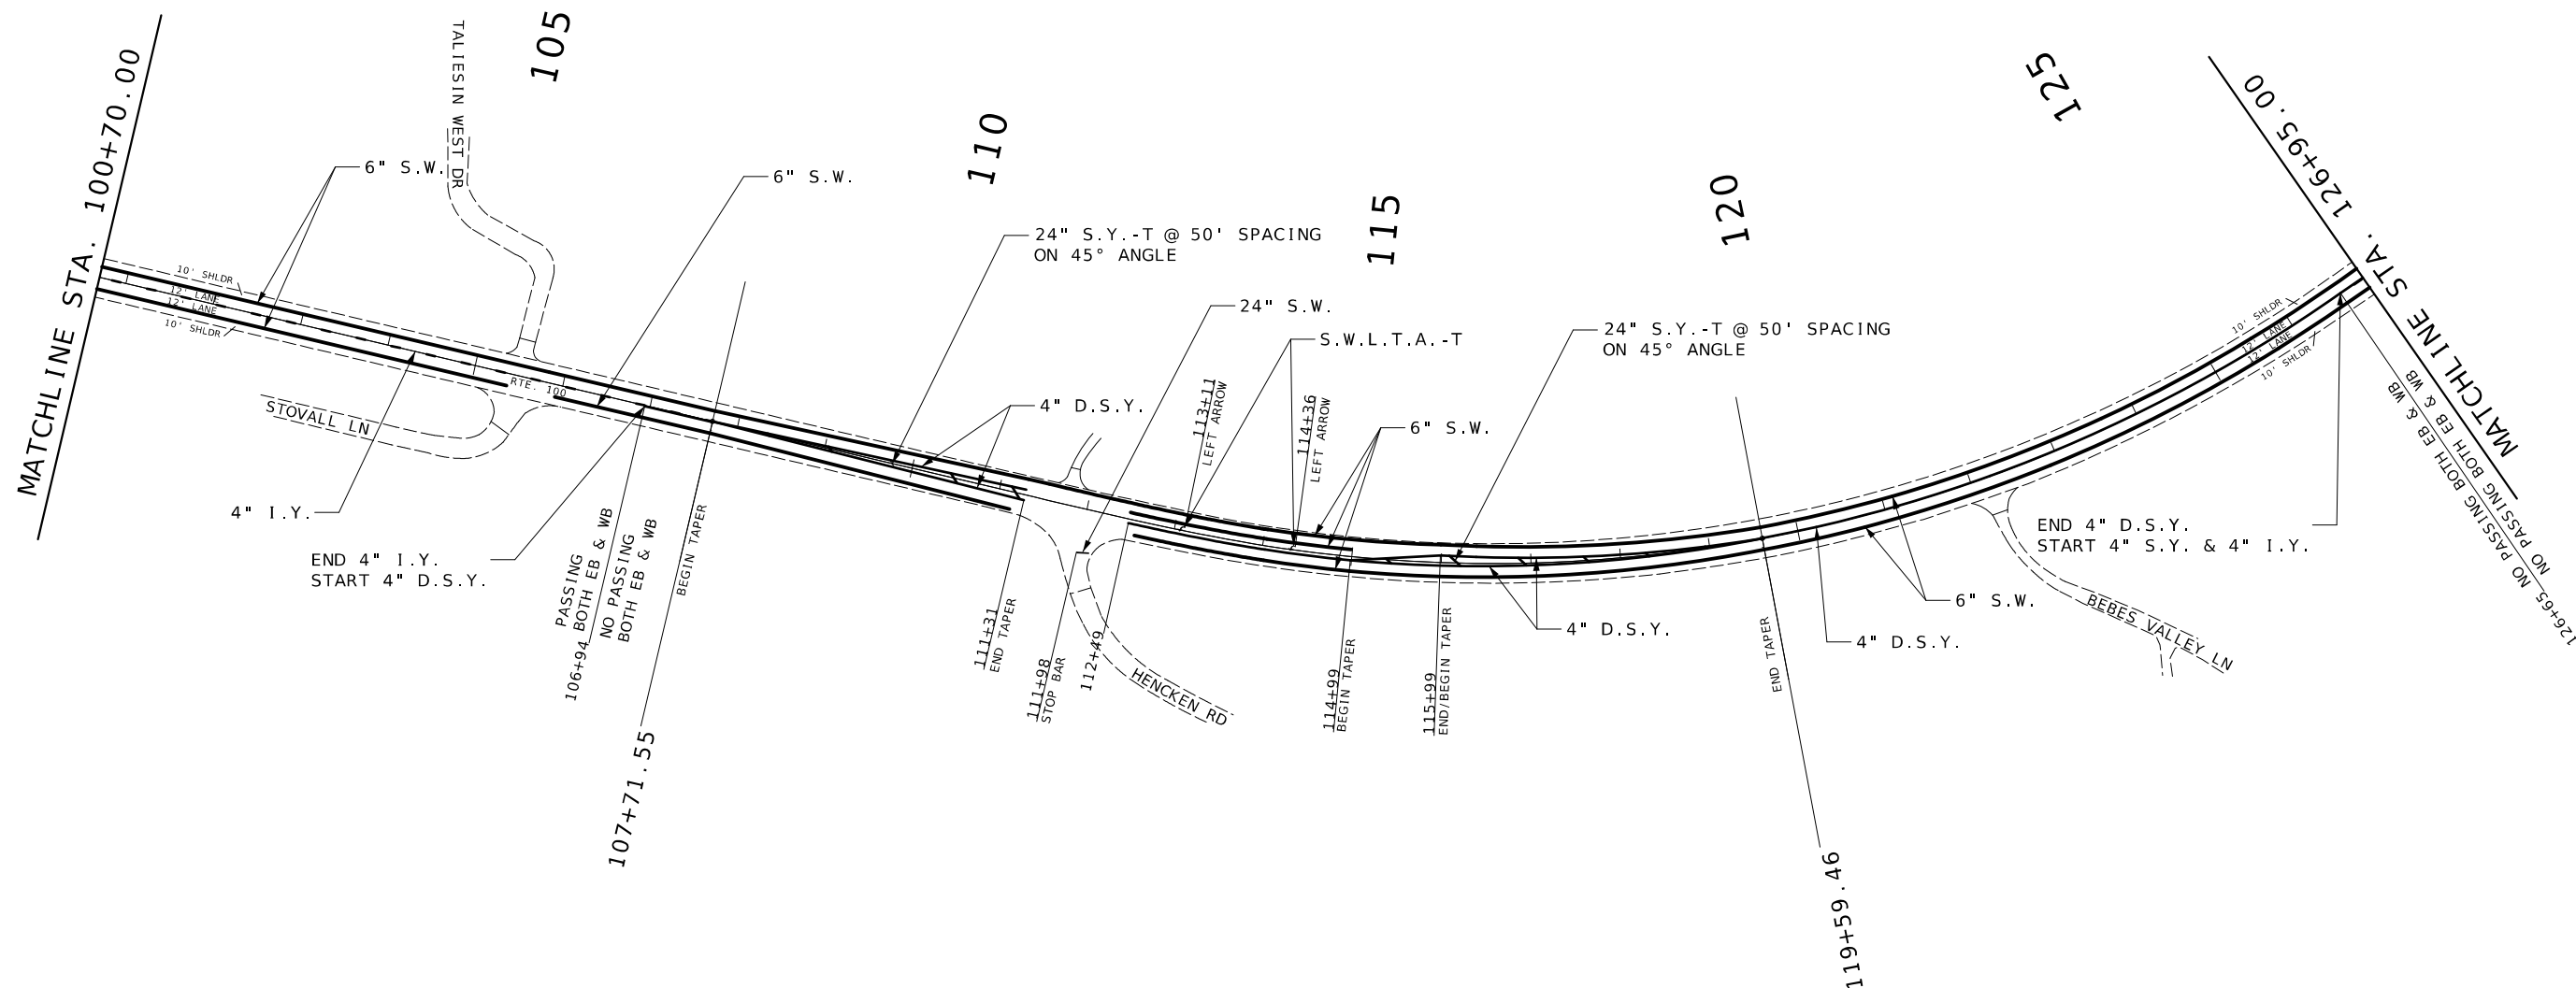 MATCHLINE STA. 100+70.00
TALIESIN WEST DR
105
110
115
120
125
MATCHLINE STA. 126+95.00
6" S.W.
6" S.W.
24" S.Y.-T @ 50' SPACING
ON 45° ANGLE
24" S.W.
S.W.L.T.A.-T
24" S.Y.-T @ 50' SPACING
ON 45° ANGLE
10' SHLDR
12' LANE
12' LANE
10' SHLDR
RTE. 100
STOVALL LN
4" D.S.Y.
113+11
LEFT ARROW
114+36
LEFT ARROW
6" S.W.
10' SHLDR
12' LANE
12' LANE
10' SHLDR
4" I.Y.
END 4" I.Y.
START 4" D.S.Y.
PASSING
106+94 BOTH EB & WB
NO PASSING
BOTH EB & WB
BEGIN TAPER
107+71.55
111+31
END TAPER
111+98
STOP BAR
112+49
HENCKEN RD
114+99
BEGIN TAPER
115+99
END/BEGIN TAPER
4" D.S.Y.
END TAPER
119+59.46
4" D.S.Y.
6" S.W.
END 4" D.S.Y.
START 4" S.Y. & 4" I.Y.
BEBES VALLEY LN
126+65 NO PASSING BOTH EB & WB
NO PASSING BOTH EB & WB